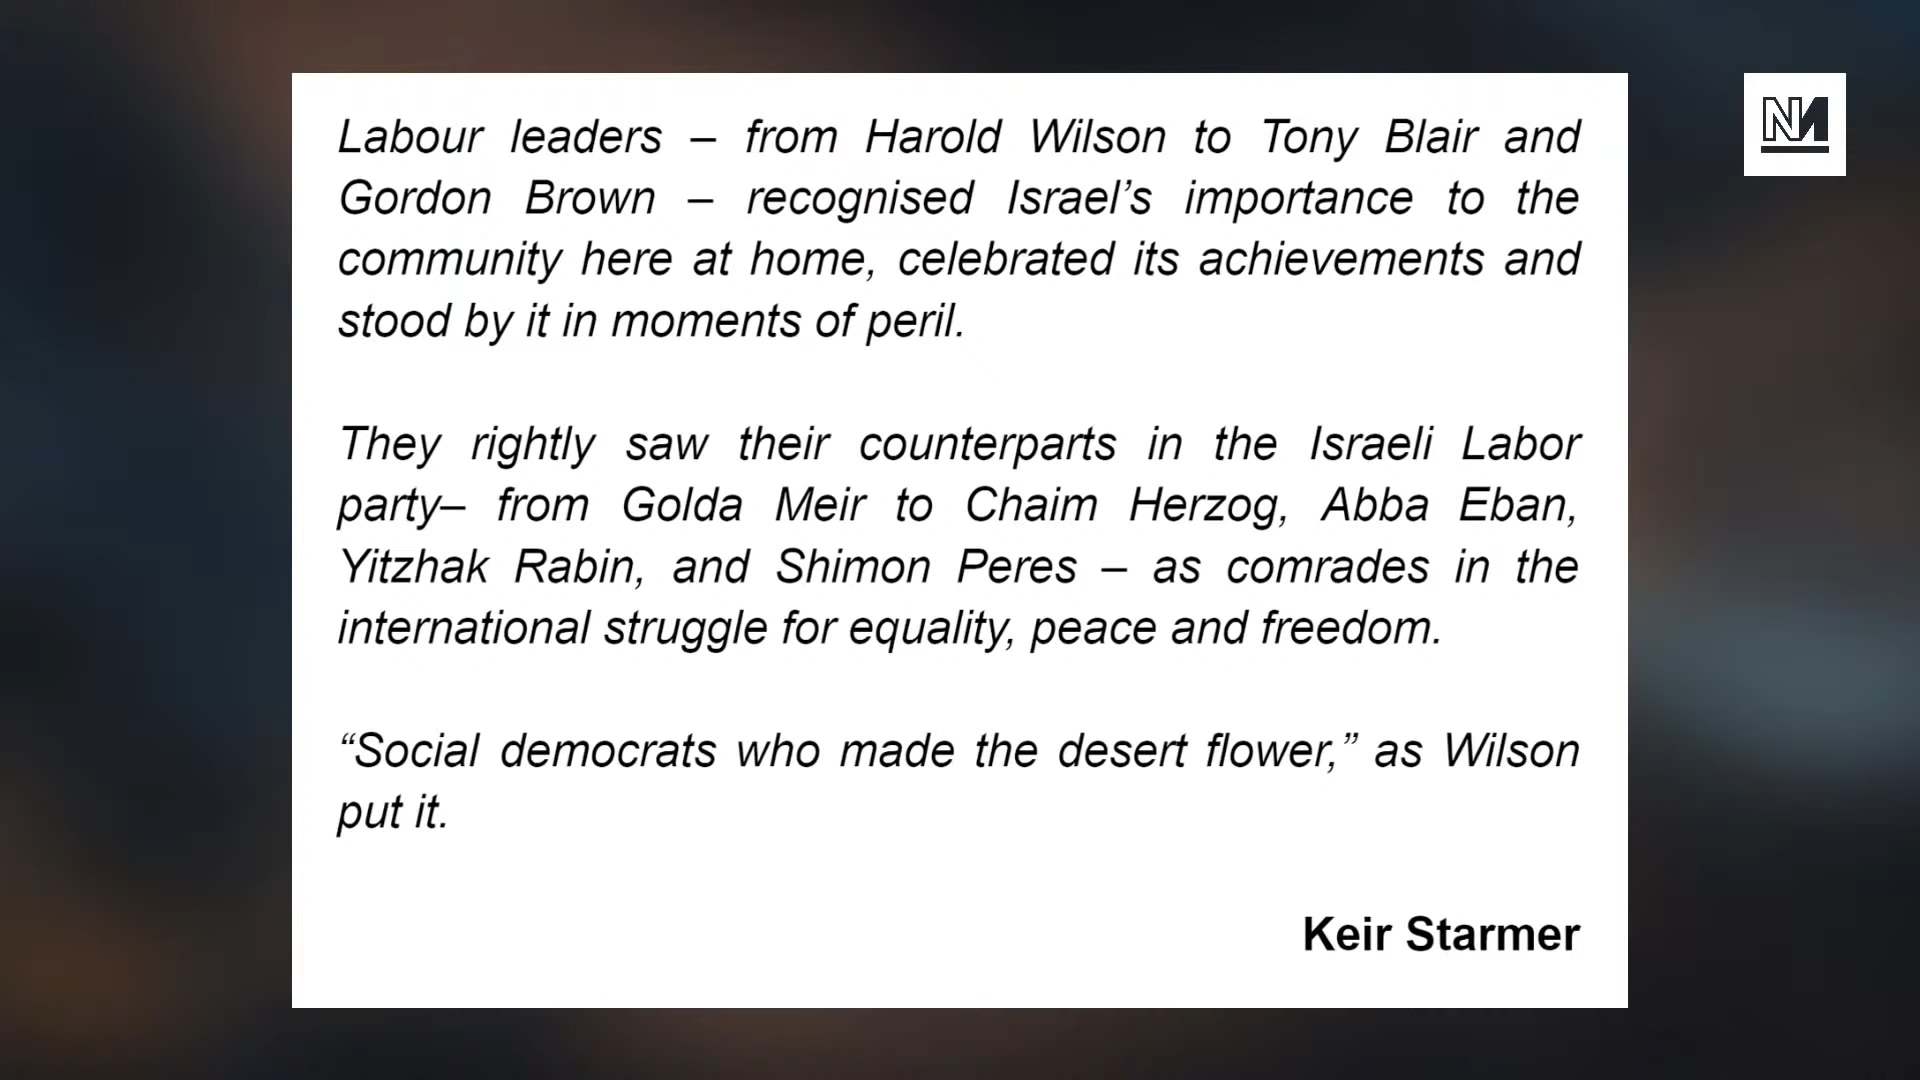 Labour leaders – from Harold Wilson to Tony Blair and
Gordon Brown – recognised Israel’s importance to the
community here at home, celebrated its achievements and
stood by it in moments of peril.
They rightly saw their counterparts in the Israeli Labor
party– from Golda Meir to Chaim Herzog, Abba Eban,
Yitzhak Rabin, and Shimon Peres – as comrades in the
international struggle for equality, peace and freedom.
“Social democrats who made the desert flower,” as Wilson
put it.
Keir Starmer
NM